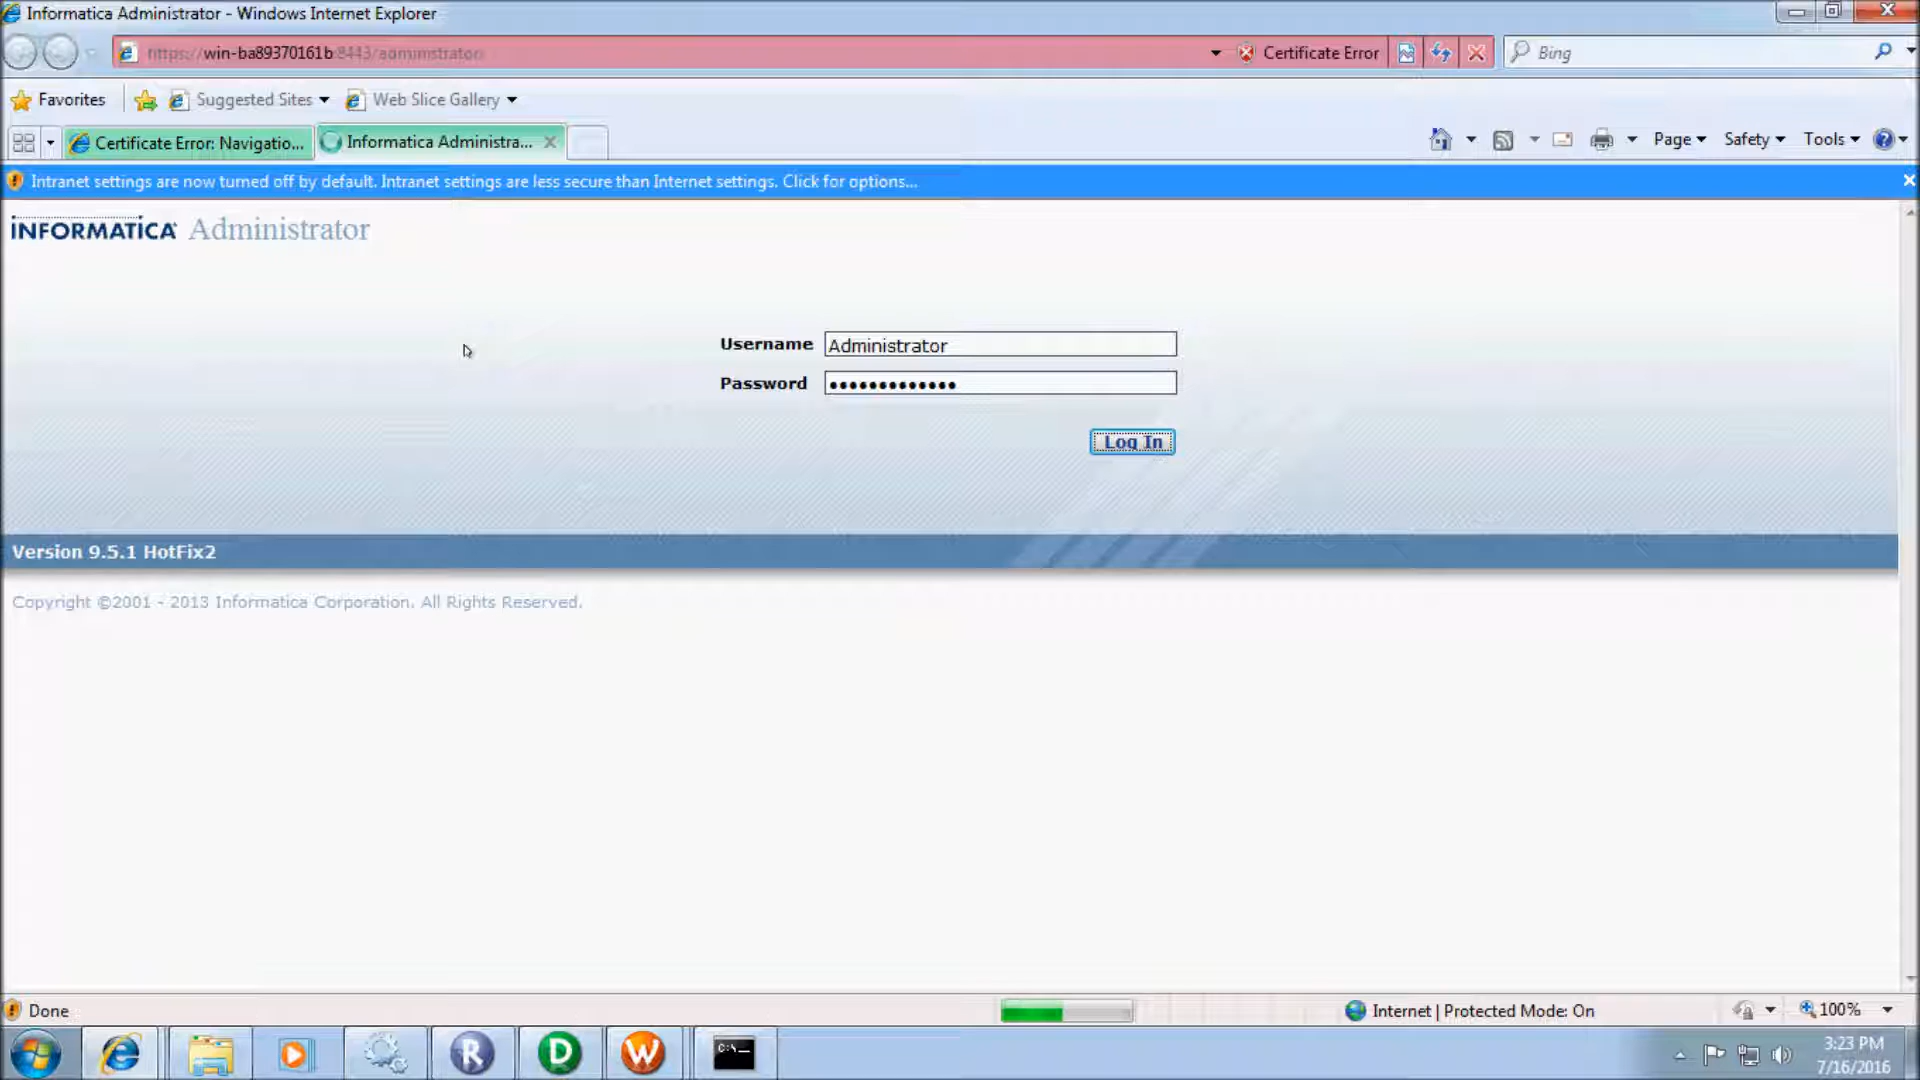 Informatica Administrator - Windows Internet Explorer
https://win-ba89370161b:8443/administrator/
Certificate Error
Bing
Favorites
Suggested Sites
Web Slice Gallery
Certificate Error: Navigatio...
Informatica Administra...
Page
Safety
Tools
Intranet settings are now turned off by default. Intranet settings are less secure than Internet settings. Click for options...
INFORMATICA Administrator
Username
Administrator
Password
Log In
Version 9.5.1 HotFix2
Copyright ©2001 - 2013 Informatica Corporation. All Rights Reserved.
Done
Internet | Protected Mode: On
100%
R
D
W
C:\_
3:23 PM
7/16/2016